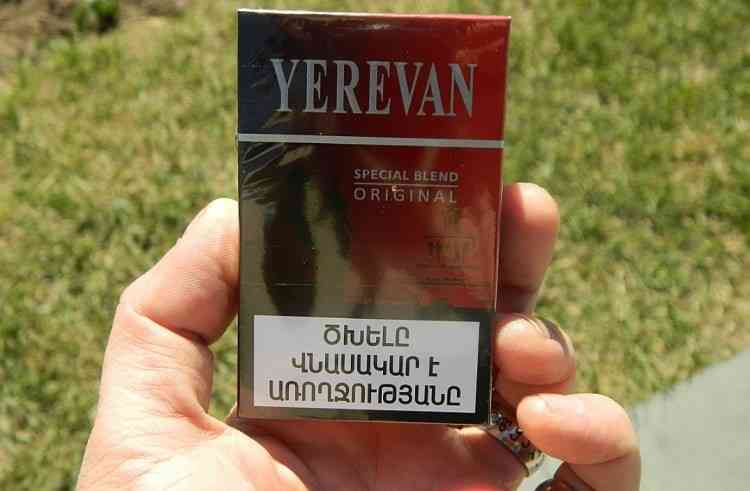 YEREVAN
SPECIAL BLEND
ORIGINAL
ԾԽԵԼԸ
ՎՆԱՍԱԿԱՐ Է
ԱՌՈՂՋՈՒԹՅԱՆԸ